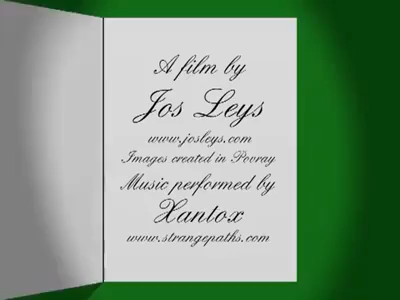 A film by
Jos Leys
www.josleys.com
Images created in Povray
Music performed by
Xantox
www.strangepaths.com